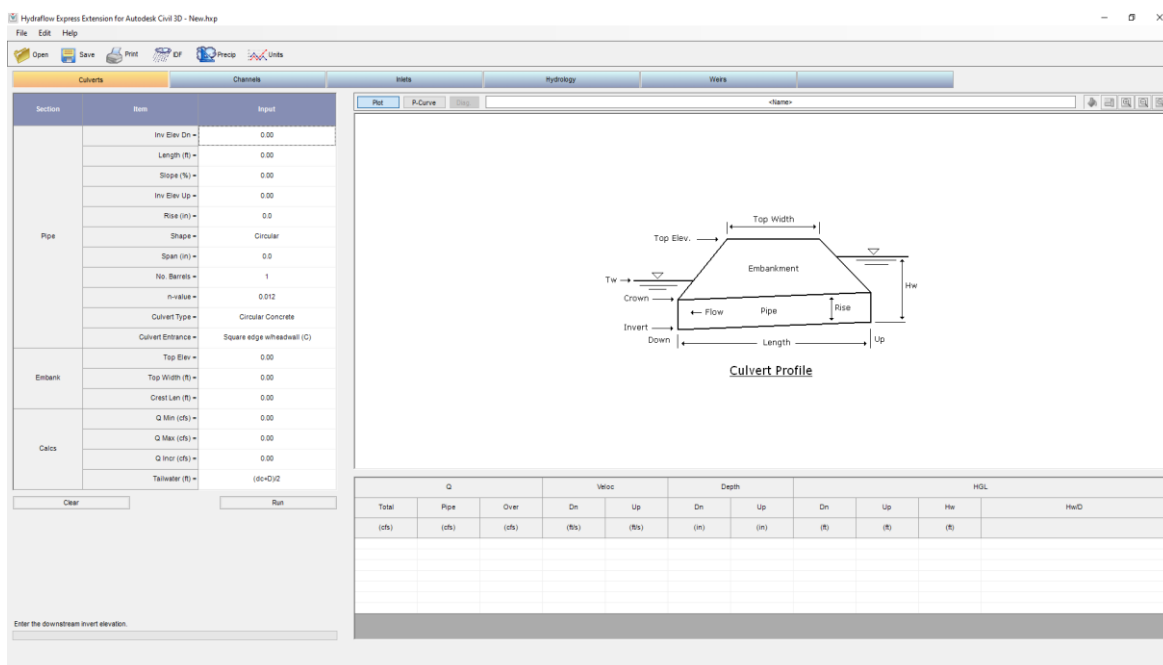 Hydraflow Express Extension for Autodesk Civil 3D - New.hxp
File Edit Help
Open Save Print IDF Precip Units
Culverts Channels Inlets Hydrology Weirs
Section Item Input
Plot P-Curve Diag <Name>
Pipe
Inv Elev Dn = 0.00
Length (ft) = 0.00
Slope (%) = 0.00
Inv Elev Up = 0.00
Rise (in) = 0.0
Shape = Circular
Span (in) = 0.0
No. Barrels = 1
n-value = 0.012
Culvert Type = Circular Concrete
Culvert Entrance = Square edge w/headwall (C)
Embank
Top Elev = 0.00
Top Width (ft) = 0.00
Crest Len (ft) = 0.00
Calcs
Q Min (cfs) = 0.00
Q Max (cfs) = 0.00
Q Incr (cfs) = 0.00
Tailwater (ft) = (dc+D)/2
Clear Run
Enter the downstream invert elevation.
Top Width
Top Elev.
Embankment
Tw
Hw
Crown
Flow Pipe Rise
Invert
Down Length Up
Culvert Profile
Q Veloc Depth HGL
Total Pipe Over Dn Up Dn Up Dn Up Hw Hw/D
(cfs) (cfs) (cfs) (ft/s) (ft/s) (in) (in) (ft) (ft) (ft)